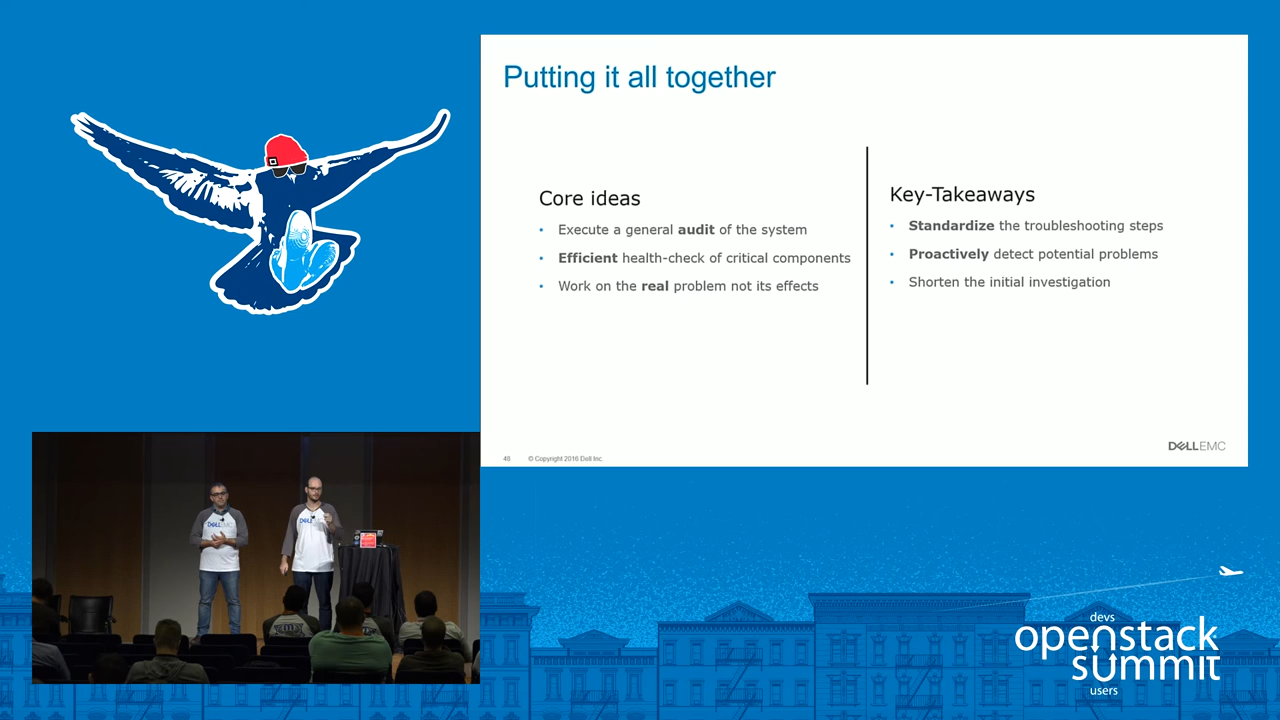 Putting it all together
Core ideas
• Execute a general audit of the system
• Efficient health-check of critical components
• Work on the real problem not its effects
Key-Takeaways
• Standardize the troubleshooting steps
• Proactively detect potential problems
• Shorten the initial investigation
48 © Copyright 2016 Dell Inc.
DELLEMC
DELLEMC
devs
openstack
summit
users